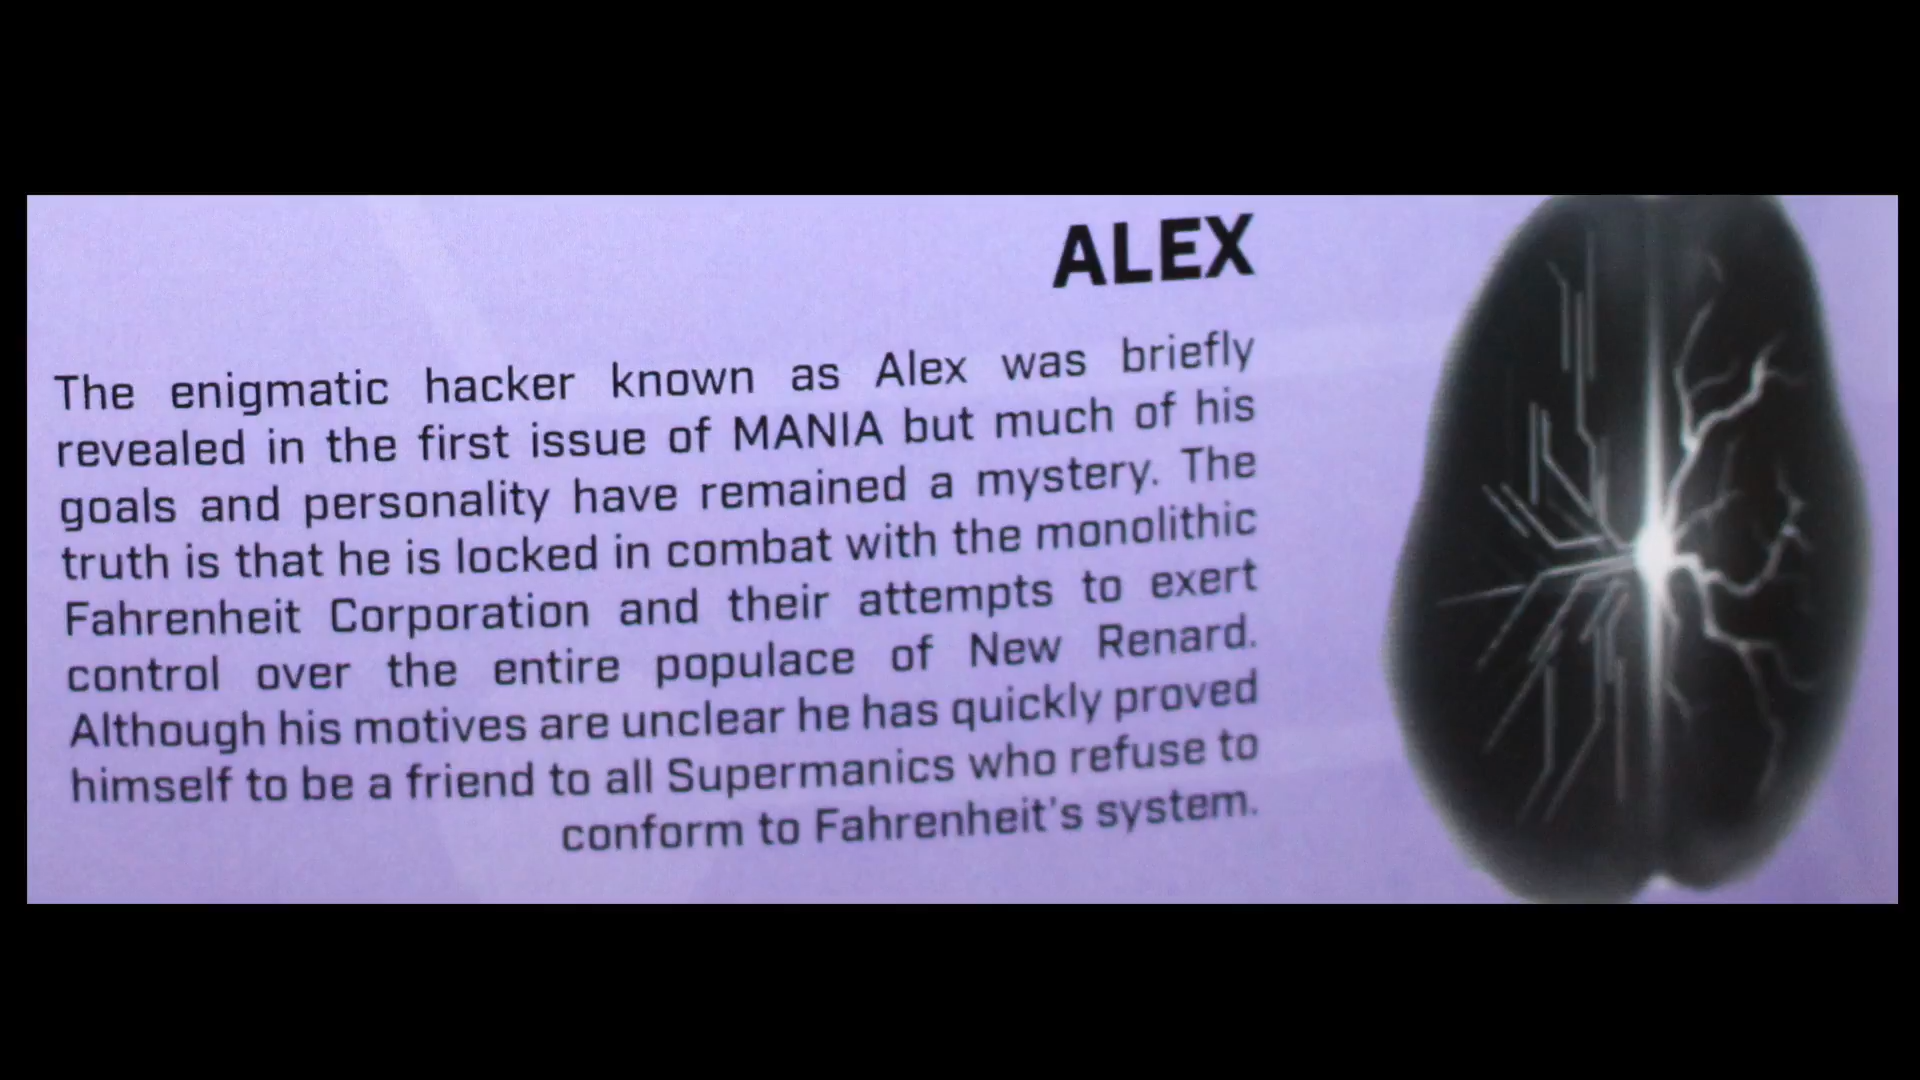 ALEX
The enigmatic hacker known as Alex was briefly
revealed in the first issue of MANIA but much of his
goals and personality have remained a mystery. The
truth is that he is locked in combat with the monolithic
Fahrenheit Corporation and their attempts to exert
control over the entire populace of New Renard.
Although his motives are unclear he has quickly proved
himself to be a friend to all Supermanics who refuse to
conform to Fahrenheit's system.